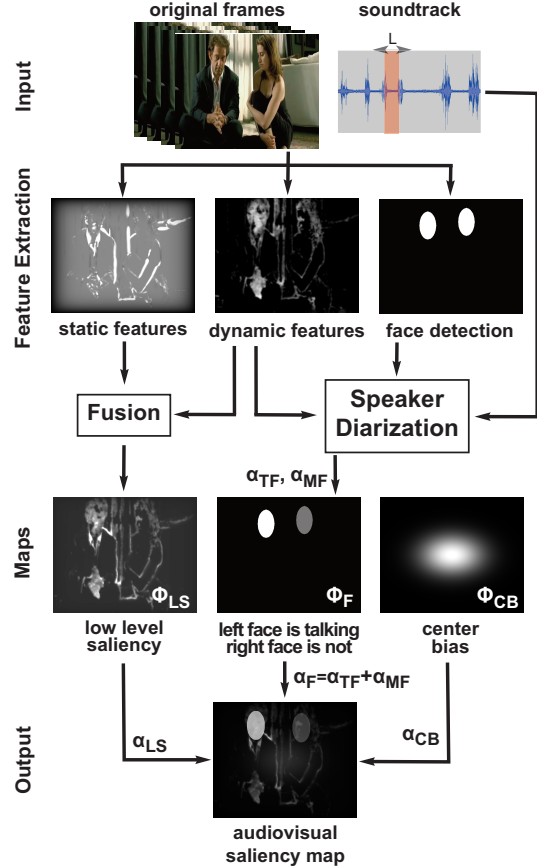 original frames
soundtrack
L
Input
Feature Extraction
static features
dynamic features
face detection
Fusion
Speaker
Diarization
αTF, αMF
Maps
ΦLS
ΦF
ΦCB
low level
saliency
left face is talking
right face is not
center
bias
αF=αTF+αMF
αLS
αCB
Output
audiovisual
saliency map